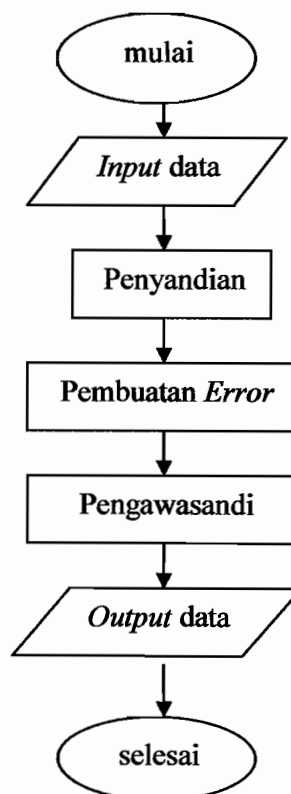 mulai
Input data
Penyandian
Pembuatan Error
Pengawasandi
Output data
selesai